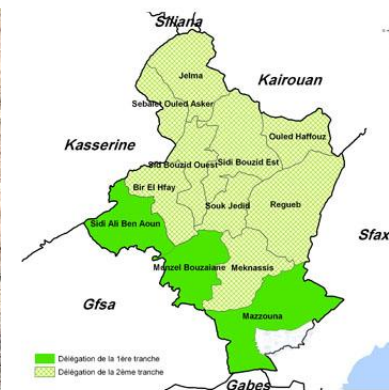 Siliana
Jelma
Kairouan
Sebalet Ouled Asker
Ouled Haffouz
Kasserine
Sid Bouzid Ouest
Sidi Bouzid Est
Bir El Hfay
Souk Jedid
Regueb
Sidi Ali Ben Aoun
Sfax
Menzel Bouzaiane
Meknassis
Gfsa
Mazzouna
Délégation de la 1ère tranche
Délégation de la 2ème tranche
Gabes